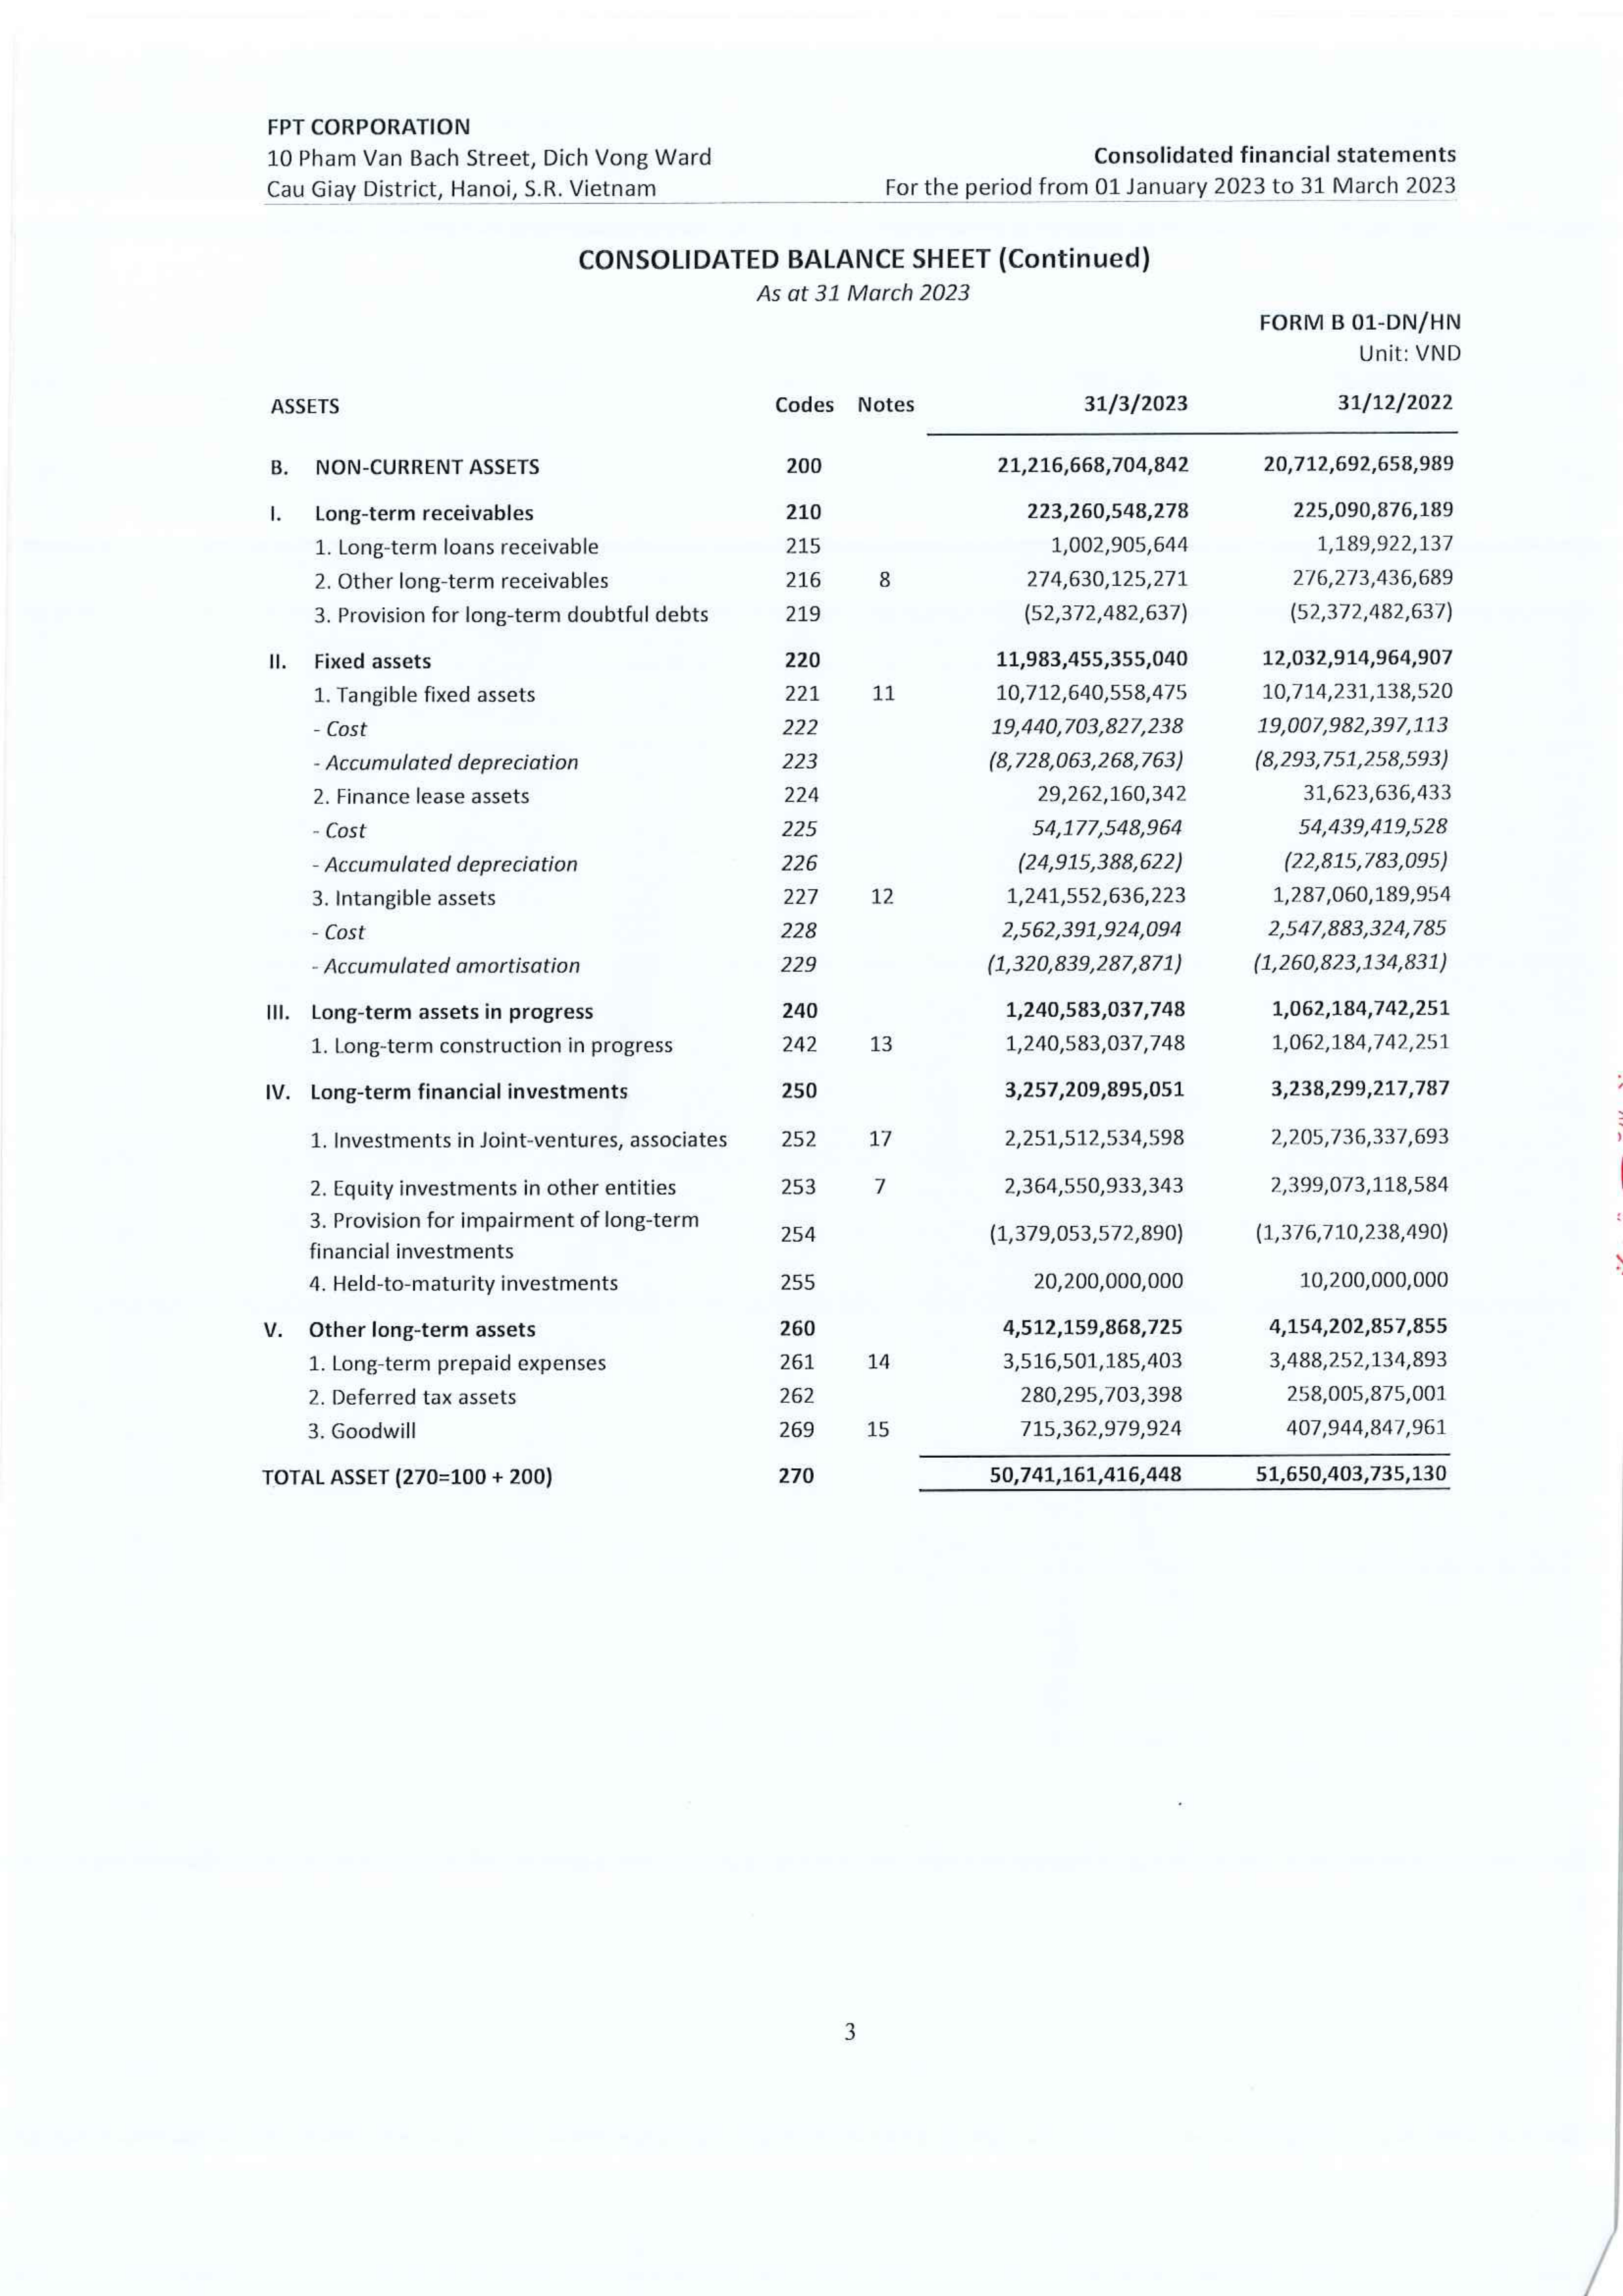 FPT CORPORATION
10 Pham Van Bach Street, Dich Vong Ward
Cau Giay District, Hanoi, S.R. Vietnam
Consolidated financial statements
For the period from 01 January 2023 to 31 March 2023
CONSOLIDATED BALANCE SHEET (Continued)
As at 31 March 2023
FORM B 01-DN/HN
Unit: VND
ASSETS Codes Notes 31/3/2023 31/12/2022
B. NON-CURRENT ASSETS 200 21,216,668,704,842 20,712,692,658,989
I. Long-term receivables 210 223,260,548,278 225,090,876,189
1. Long-term loans receivable 215 1,002,905,644 1,189,922,137
2. Other long-term receivables 216 8 274,630,125,271 276,273,436,689
3. Provision for long-term doubtful debts 219 (52,372,482,637) (52,372,482,637)
II. Fixed assets 220 11,983,455,355,040 12,032,914,964,907
1. Tangible fixed assets 221 11 10,712,640,558,475 10,714,231,138,520
- Cost 222 19,440,703,827,238 19,007,982,397,113
- Accumulated depreciation 223 (8,728,063,268,763) (8,293,751,258,593)
2. Finance lease assets 224 29,262,160,342 31,623,636,433
- Cost 225 54,177,548,964 54,439,419,528
- Accumulated depreciation 226 (24,915,388,622) (22,815,783,095)
3. Intangible assets 227 12 1,241,552,636,223 1,287,060,189,954
- Cost 228 2,562,391,924,094 2,547,883,324,785
- Accumulated amortisation 229 (1,320,839,287,871) (1,260,823,134,831)
III. Long-term assets in progress 240 1,240,583,037,748 1,062,184,742,251
1. Long-term construction in progress 242 13 1,240,583,037,748 1,062,184,742,251
IV. Long-term financial investments 250 3,257,209,895,051 3,238,299,217,787
1. Investments in Joint-ventures, associates 252 17 2,251,512,534,598 2,205,736,337,693
2. Equity investments in other entities 253 7 2,364,550,933,343 2,399,073,118,584
3. Provision for impairment of long-term
financial investments 254 (1,379,053,572,890) (1,376,710,238,490)
4. Held-to-maturity investments 255 20,200,000,000 10,200,000,000
V. Other long-term assets 260 4,512,159,868,725 4,154,202,857,855
1. Long-term prepaid expenses 261 14 3,516,501,185,403 3,488,252,134,893
2. Deferred tax assets 262 280,295,703,398 258,005,875,001
3. Goodwill 269 15 715,362,979,924 407,944,847,961
TOTAL ASSET (270=100 + 200) 270 50,741,161,416,448 51,650,403,735,130
3